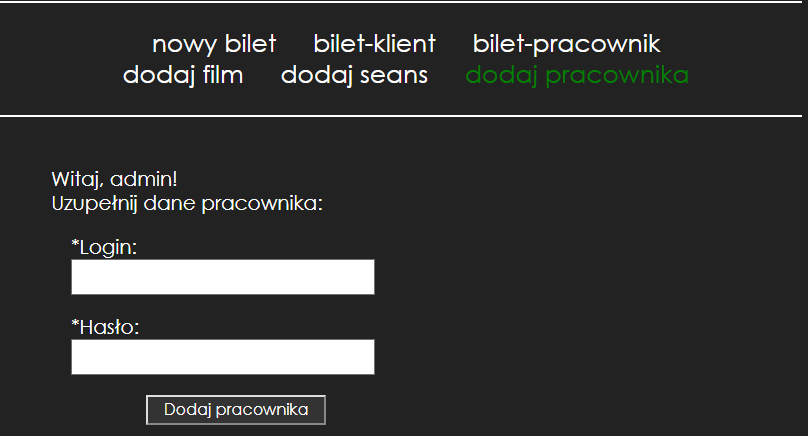 nowy bilet bilet-klient bilet-pracownik
dodaj film dodaj seans dodaj pracownika
Witaj, admin!
Uzupełnij dane pracownika:
*Login:
*Hasło:
Dodaj pracownika